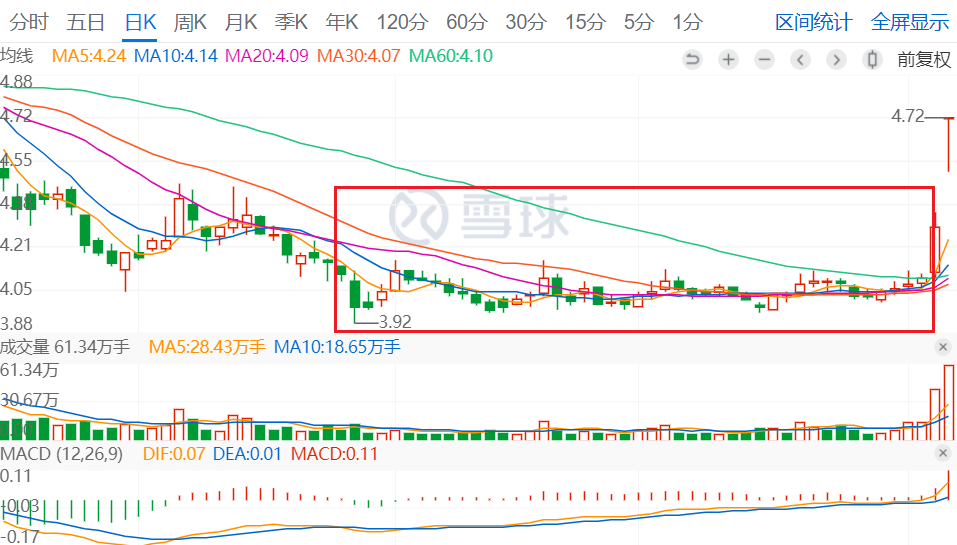 分时 五日 日K 周K 月K 季K 年K 120分 60分 30分 15分 5分 1分 区间统计 全屏显示
均线 MA5:4.24 MA10:4.14 MA20:4.09 MA30:4.07 MA60:4.10 前复权
4.88
4.72 4.72
4.55
雪球
4.38
4.21
4.05
3.88 3.92
成交量 61.34万手 MA5:28.43万手 MA10:18.65万手
61.34万
30.67万
MACD (12,26,9) DIF:0.07 DEA:0.01 MACD:0.11
0.11
-0.03
-0.17